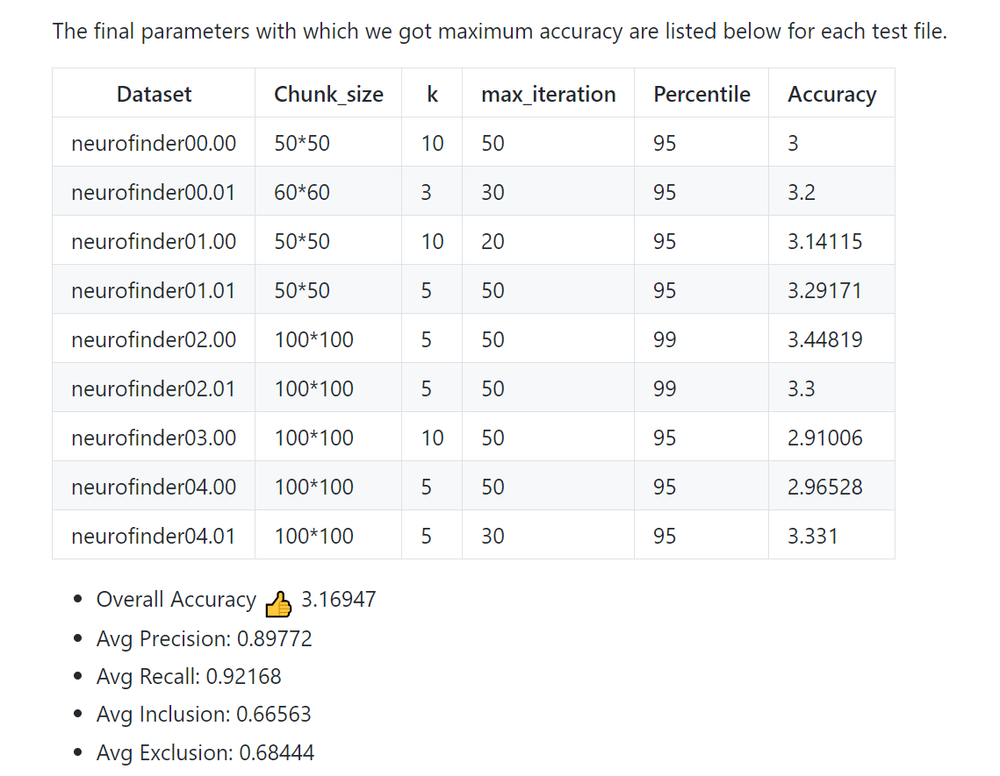 The final parameters with which we got maximum accuracy are listed below for each test file.
Dataset Chunk_size k max_iteration Percentile Accuracy
neurofinder00.00 50*50 10 50 95 3
neurofinder00.01 60*60 3 30 95 3.2
neurofinder01.00 50*50 10 20 95 3.14115
neurofinder01.01 50*50 5 50 95 3.29171
neurofinder02.00 100*100 5 50 99 3.44819
neurofinder02.01 100*100 5 50 99 3.3
neurofinder03.00 100*100 10 50 95 2.91006
neurofinder04.00 100*100 5 50 95 2.96528
neurofinder04.01 100*100 5 30 95 3.331
• Overall Accuracy 👍 3.16947
• Avg Precision: 0.89772
• Avg Recall: 0.92168
• Avg Inclusion: 0.66563
• Avg Exclusion: 0.68444